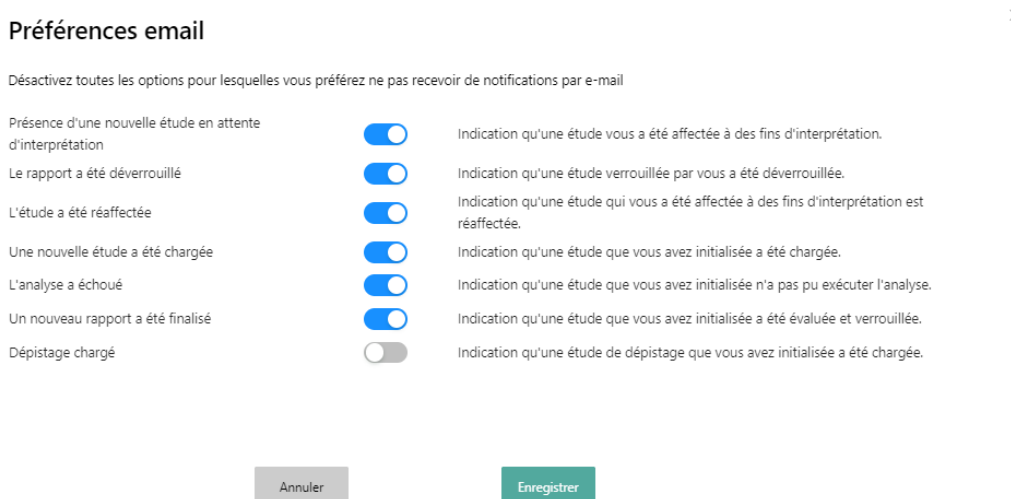 Préférences email
Désactivez toutes les options pour lesquelles vous préférez ne pas recevoir de notifications par e-mail
Présence d'une nouvelle étude en attente
d'interprétation
Indication qu'une étude vous a été affectée à des fins d'interprétation.
Le rapport a été déverrouillé
Indication qu'une étude verrouillée par vous a été déverrouillée.
L'étude a été réaffectée
Indication qu'une étude qui vous a été affectée à des fins d'interprétation est
réaffectée.
Une nouvelle étude a été chargée
Indication qu'une étude que vous avez initialisée a été chargée.
L'analyse a échoué
Indication qu'une étude que vous avez initialisée n'a pas pu exécuter l'analyse.
Un nouveau rapport a été finalisé
Indication qu'une étude que vous avez initialisée a été évaluée et verrouillée.
Dépistage chargé
Indication qu'une étude de dépistage que vous avez initialisée a été chargée.
Annuler
Enregistrer